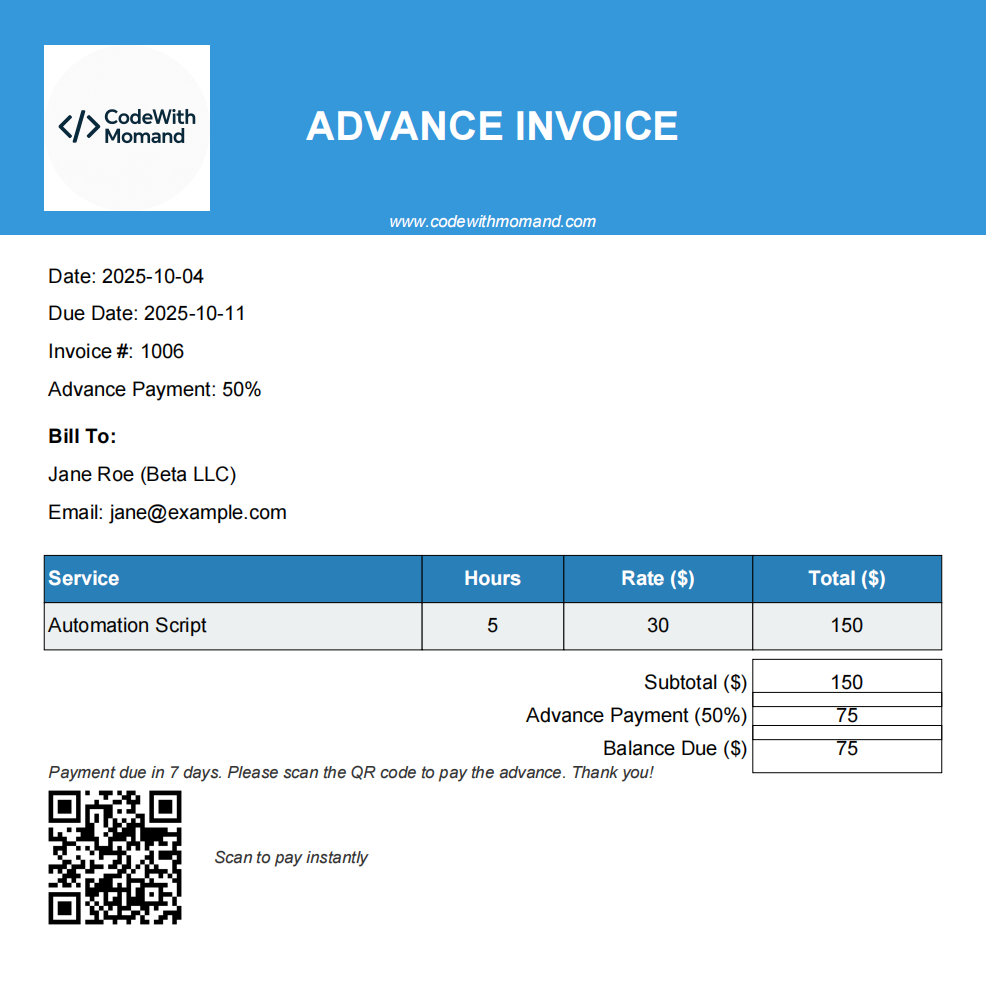 CodeWith
Momand
ADVANCE INVOICE
www.codewithmomand.com
Date: 2025-10-04
Due Date: 2025-10-11
Invoice #: 1006
Advance Payment: 50%
Bill To:
Jane Roe (Beta LLC)
Email: jane@example.com
Service Hours Rate ($) Total ($)
Automation Script 5 30 150
Subtotal ($) 150
Advance Payment (50%) 75
Balance Due ($) 75
Payment due in 7 days. Please scan the QR code to pay the advance. Thank you!
Scan to pay instantly